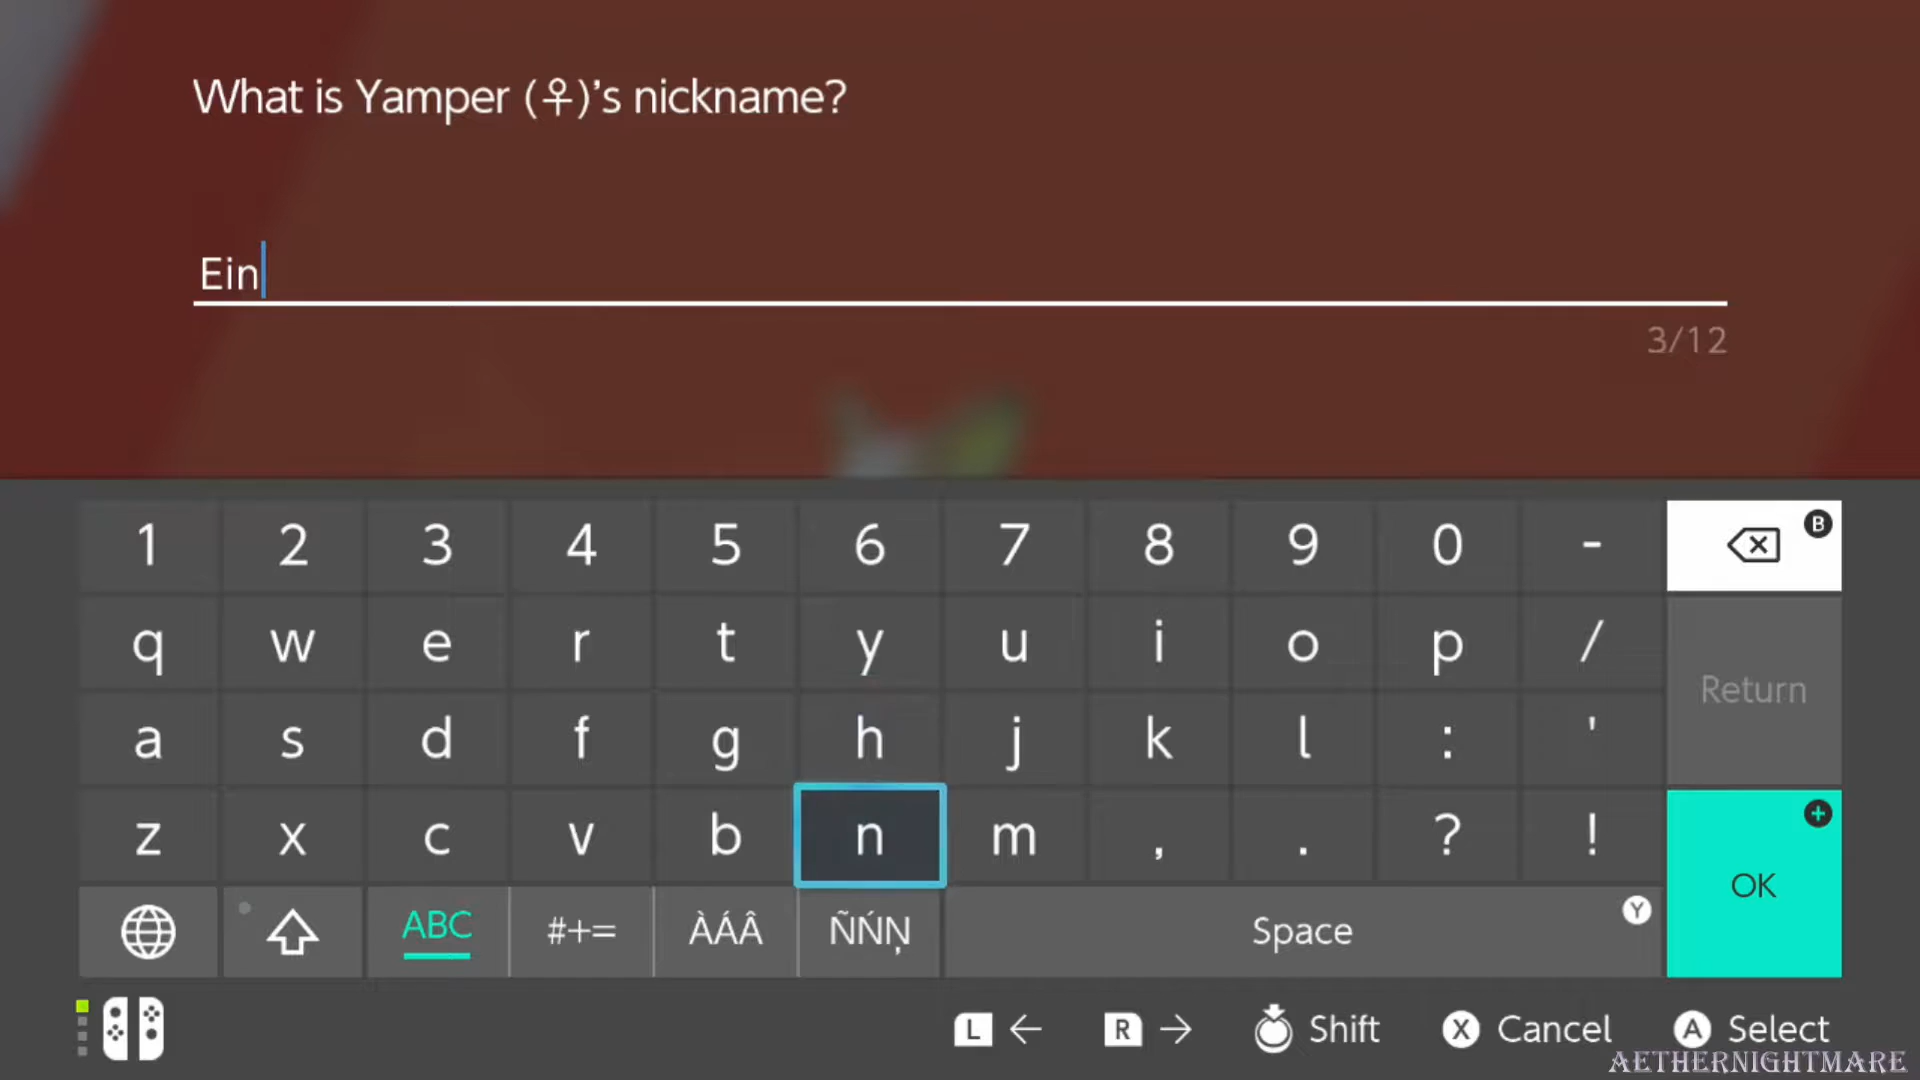 What is Yamper (♀)'s nickname?
Ein
3/12
1 2 3 4 5 6 7 8 9 0 - B
q w e r t y u i o p /
Return
a s d f g h j k l : '
z x c v b n m , . ? ! +
OK
ABC #+= ÀÁÂ ÑŃŅ Space Y
L ← R → Shift X Cancel A Select
AETHERNIGHTMARE